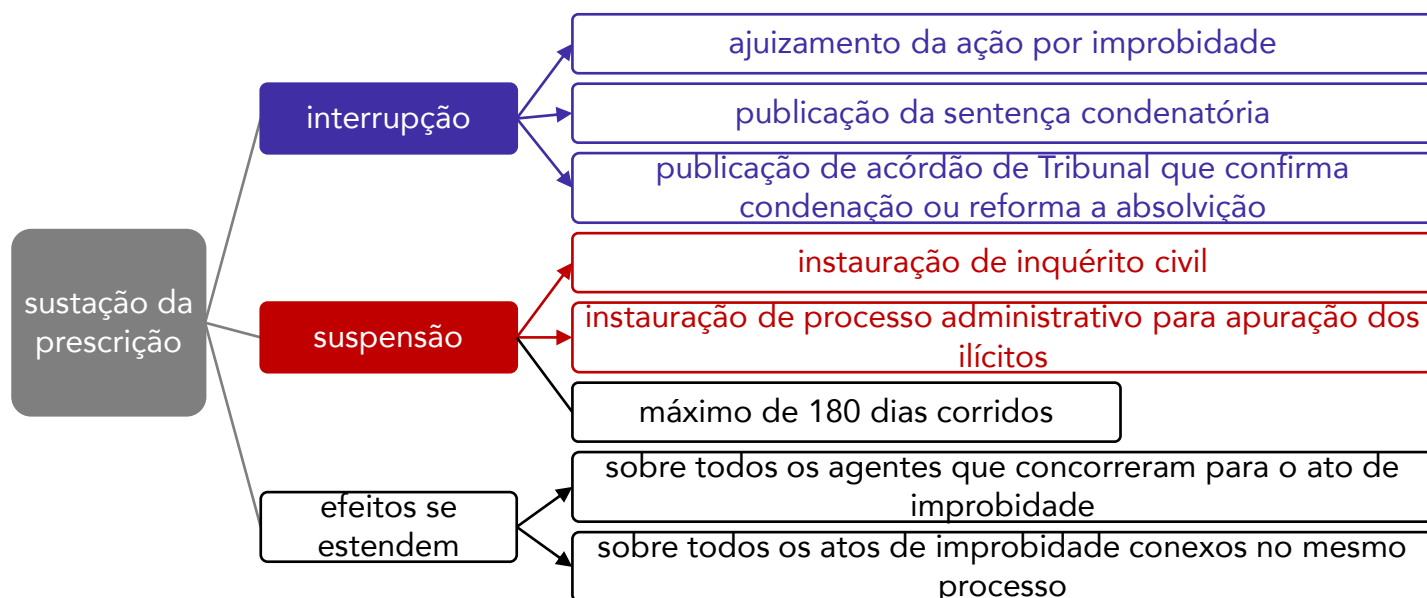 sustação da
prescrição
interrupção
ajuizamento da ação por improbidade
publicação da sentença condenatória
publicação de acórdão de Tribunal que confirma
condenação ou reforma a absolvição
suspensão
instauração de inquérito civil
instauração de processo administrativo para apuração dos
ilícitos
máximo de 180 dias corridos
efeitos se
estendem
sobre todos os agentes que concorreram para o ato de
improbidade
sobre todos os atos de improbidade conexos no mesmo
processo